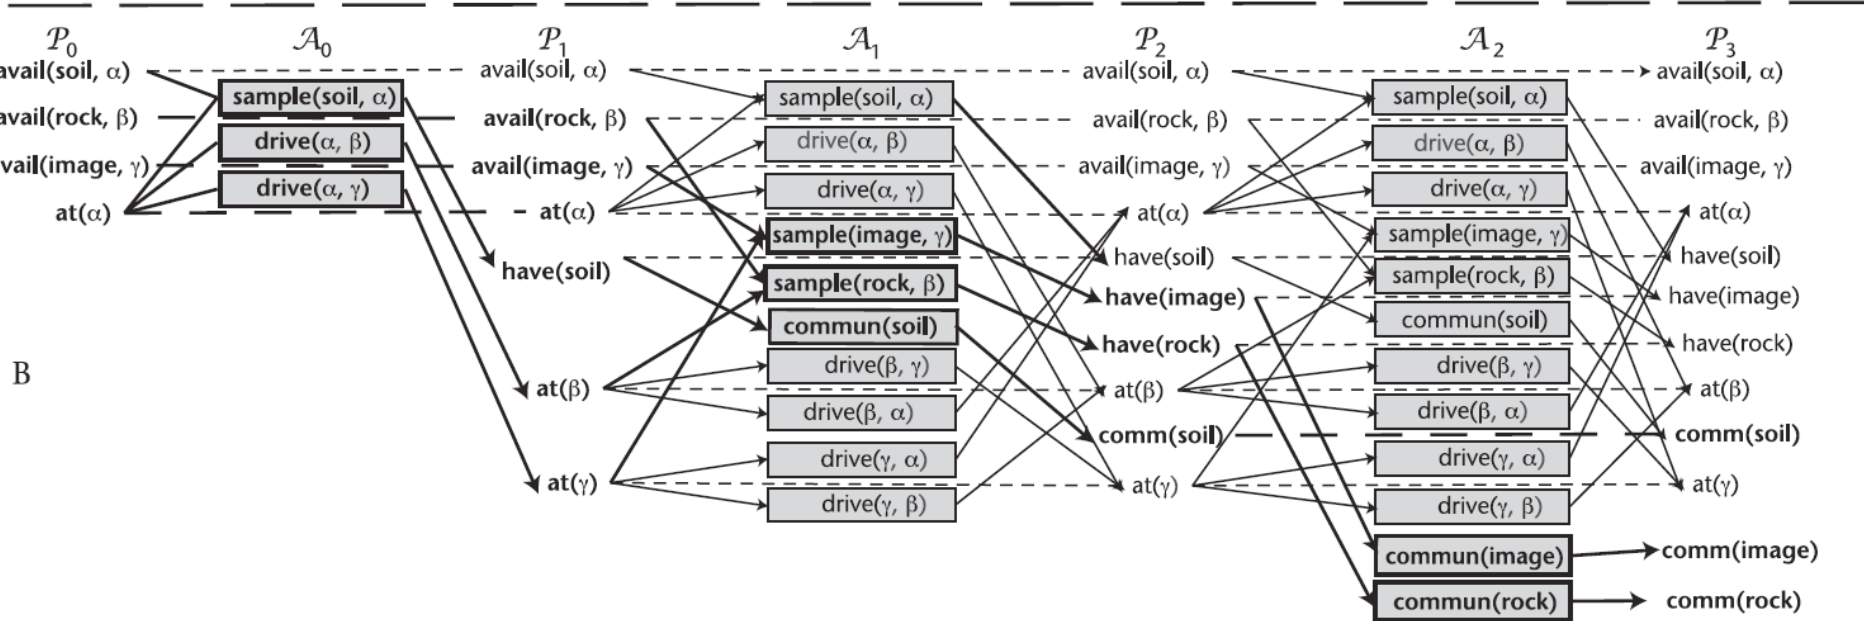 P0 A0 P1 A1 P2 A2 P3
avail(soil, α) avail(soil, α) avail(soil, α) avail(soil, α)
sample(soil, α) sample(soil, α) sample(soil, α)
avail(rock, β) avail(rock, β) avail(rock, β) avail(rock, β)
drive(α, β) drive(α, β) drive(α, β)
vail(image, γ) avail(image, γ) avail(image, γ) avail(image, γ)
drive(α, γ) drive(α, γ) drive(α, γ)
at(α) at(α) at(α) at(α)
sample(image, γ) sample(image, γ)
have(soil) have(soil) have(soil)
sample(rock, β) sample(rock, β)
have(image) have(image)
commun(soil) commun(soil)
have(rock) have(rock)
drive(β, γ) drive(β, γ)
B at(β) at(β) at(β)
drive(β, α) drive(β, α)
comm(soil) comm(soil)
drive(γ, α) drive(γ, α)
at(γ) at(γ) at(γ)
drive(γ, β) drive(γ, β)
commun(image) comm(image)
commun(rock) comm(rock)